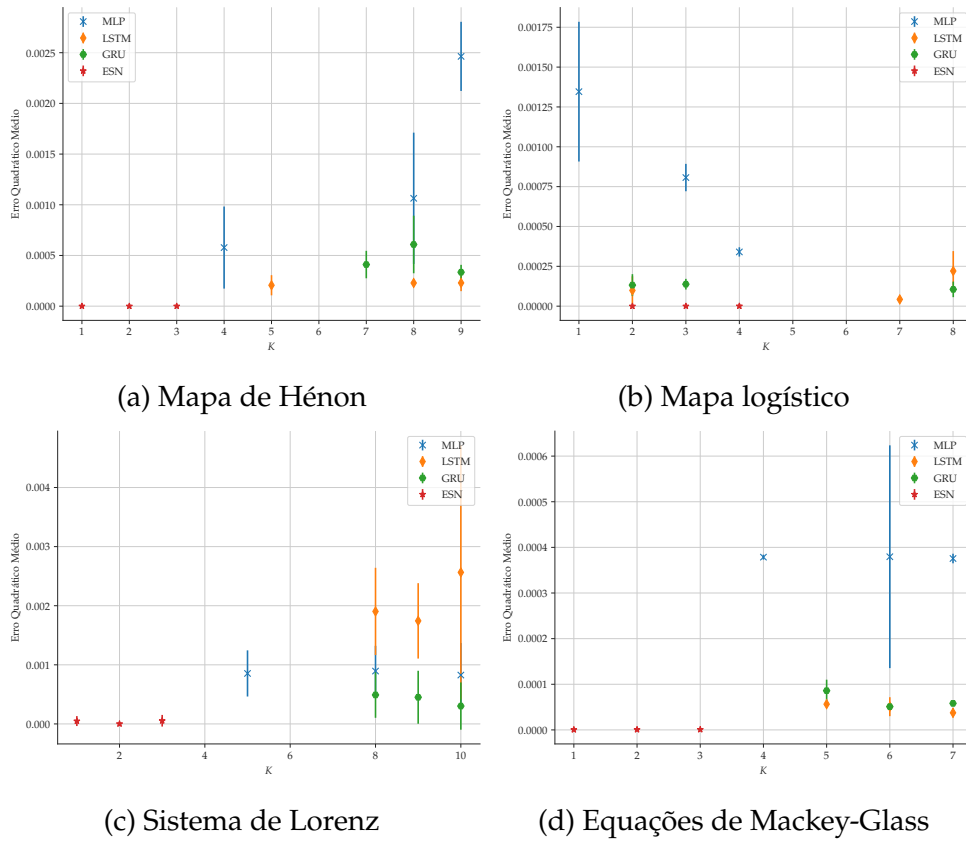 MLP
LSTM
GRU
ESN
Erro Quadrático Médio
0.0025
0.0020
0.0015
0.0010
0.0005
0.0000
1 2 3 4 5 6 7 8 9
K
(a) Mapa de Hénon
MLP
LSTM
GRU
ESN
Erro Quadrático Médio
0.00175
0.00150
0.00125
0.00100
0.00075
0.00050
0.00025
0.00000
1 2 3 4 5 6 7 8
K
(b) Mapa logístico
MLP
LSTM
GRU
ESN
Erro Quadrático Médio
0.004
0.003
0.002
0.001
0.000
2 4 6 8 10
K
(c) Sistema de Lorenz
MLP
LSTM
GRU
ESN
Erro Quadrático Médio
0.0006
0.0005
0.0004
0.0003
0.0002
0.0001
0.0000
1 2 3 4 5 6 7
K
(d) Equações de Mackey-Glass